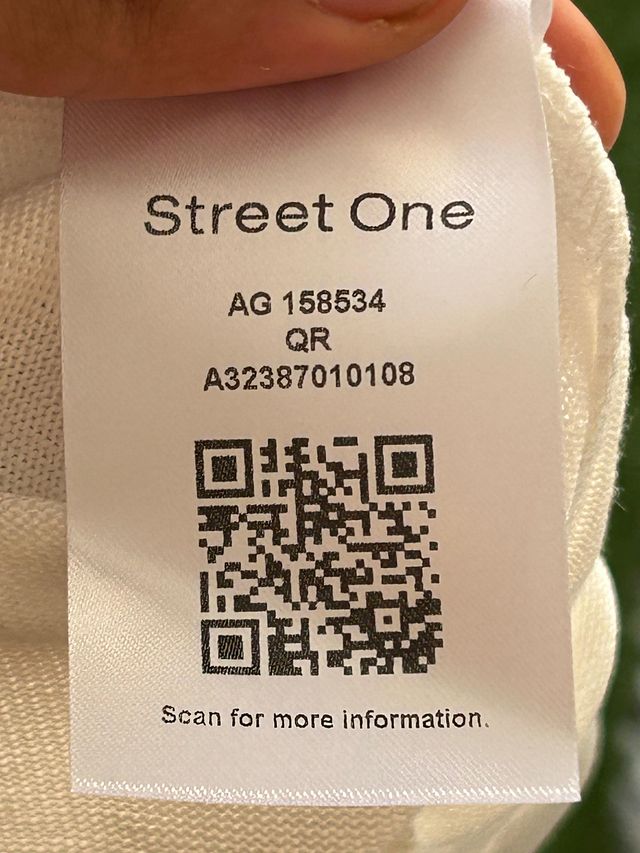 Street One
AG 158534
QR
A32387010108
Scan for more information.